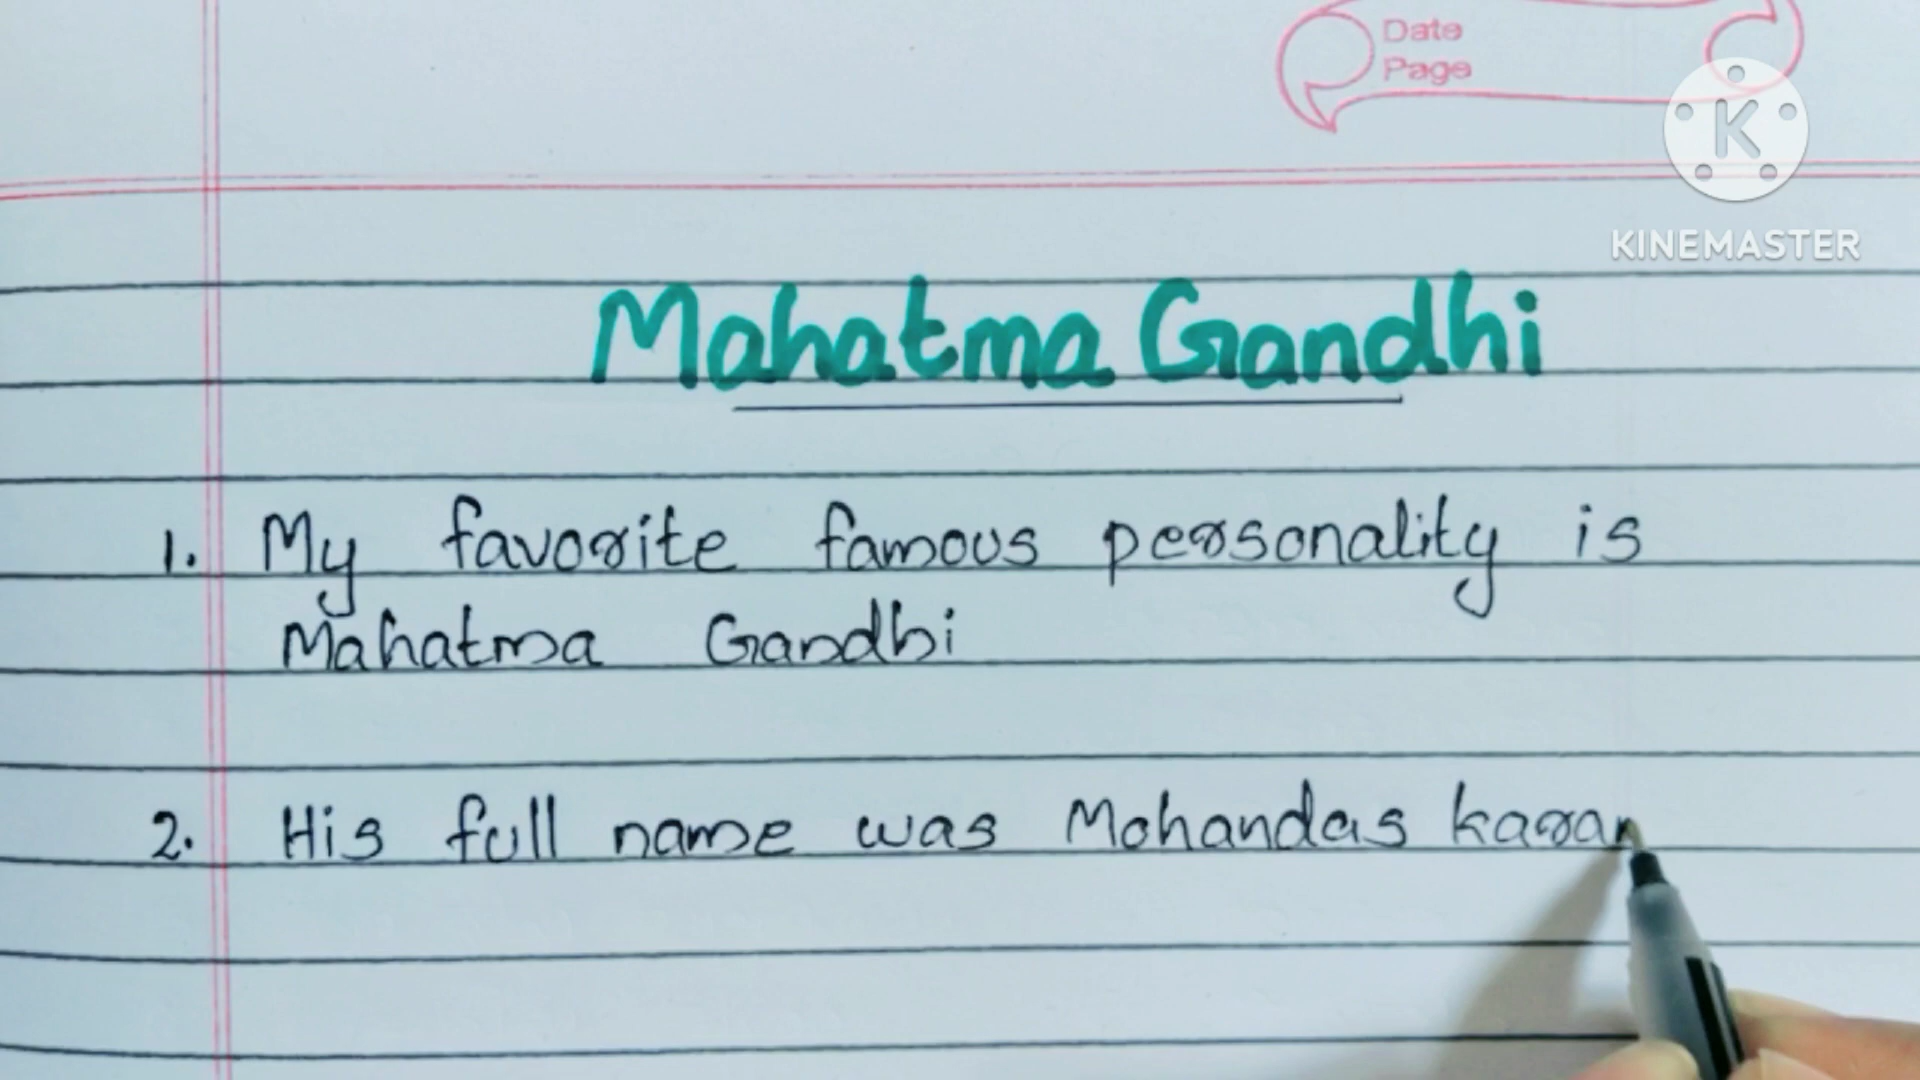 Date
Page
K
KINEMASTER
Mahatma Gandhi
1. My favorite famous personality is
Mahatma Gandhi
2. His full name was Mohandas karan